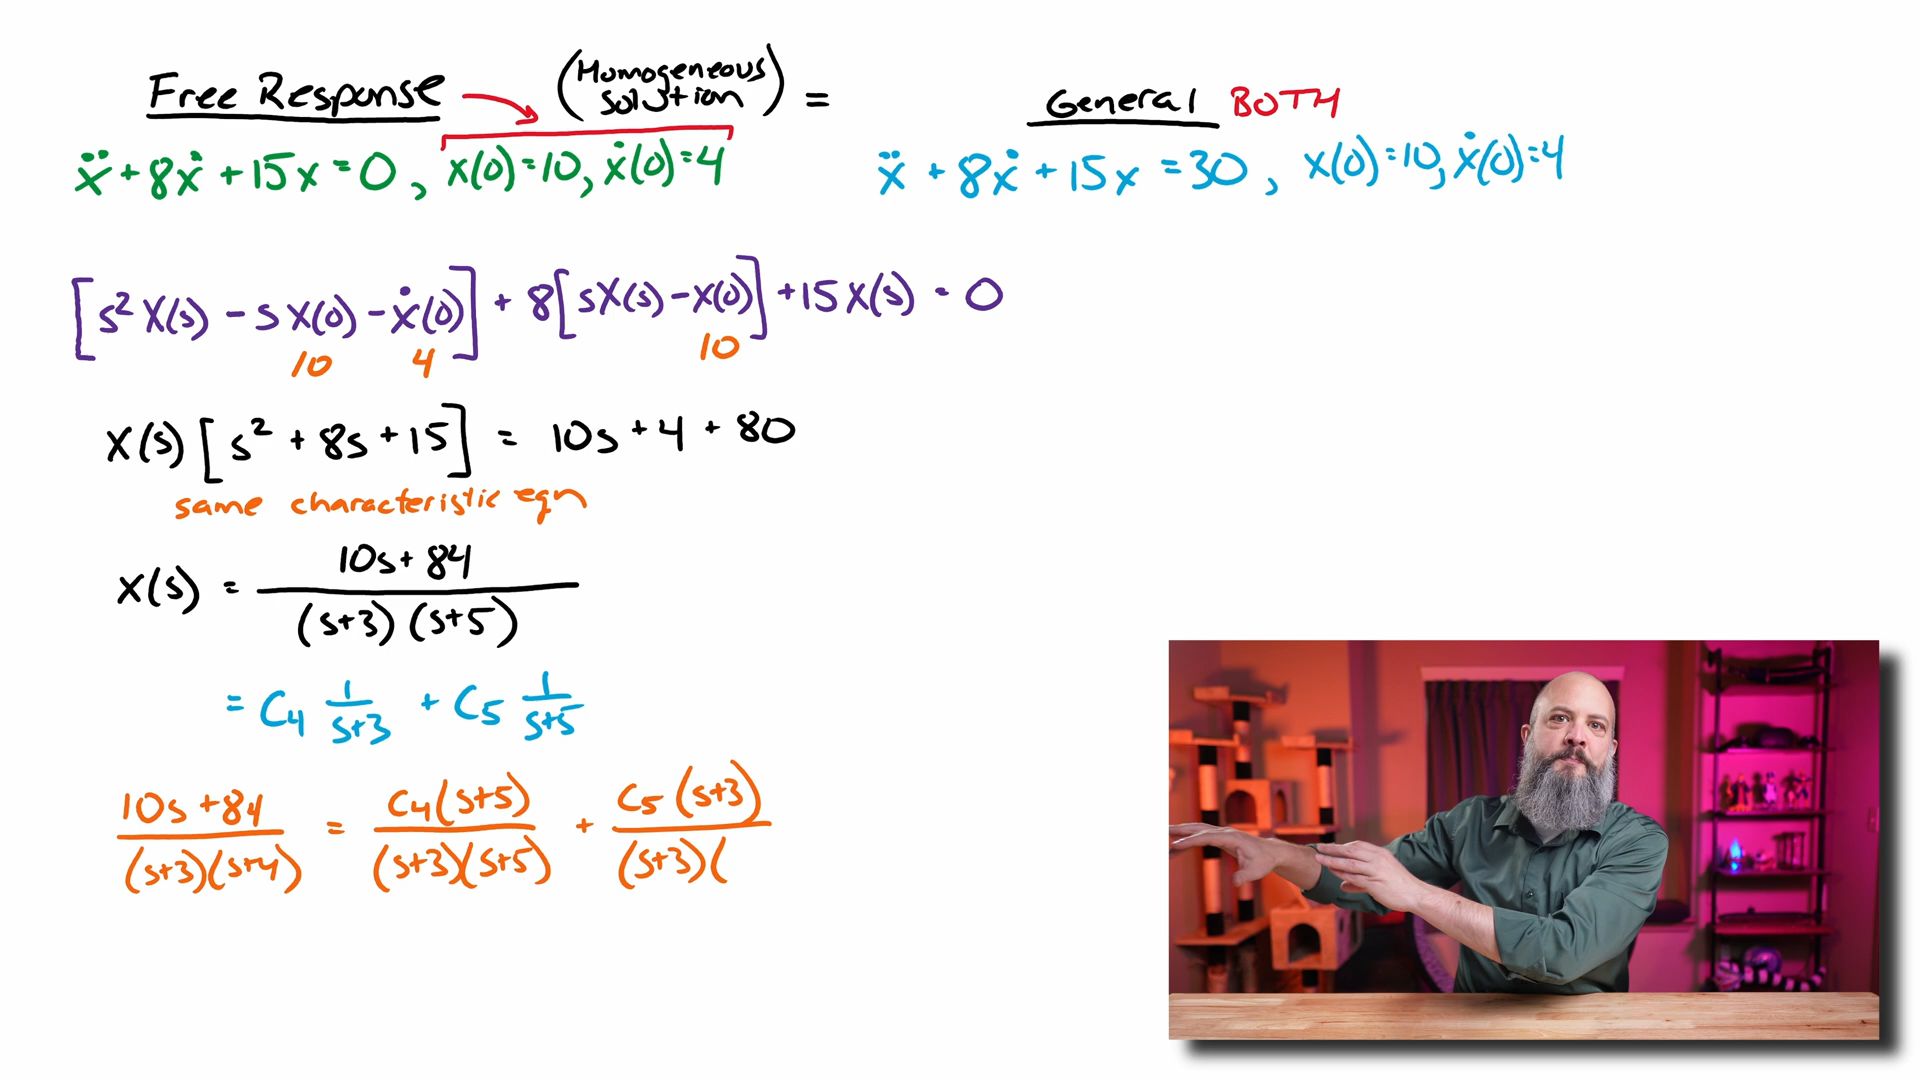 Free Response (Homogeneous solution) =
ẍ + 8ẋ + 15x = 0, x(0)=10, ẋ(0)=4
General BOTH
ẍ + 8ẋ + 15x = 30, x(0)=10, ẋ(0)=4
[s² X(s) - s x(0) - ẋ(0)] + 8[sX(s) - x(0)] + 15 X(s) = 0
10 4 10
X(s) [s² + 8s + 15] = 10s + 4 + 80
same characteristic eqn
X(s) = 10s + 84 / (s+3) (s+5)
= C₄ 1/(s+3) + C₅ 1/(s+5)
10s + 84 / (s+3)(s+4) = C₄(s+5) / (s+3)(s+5) + C₅(s+3) / (s+3)(